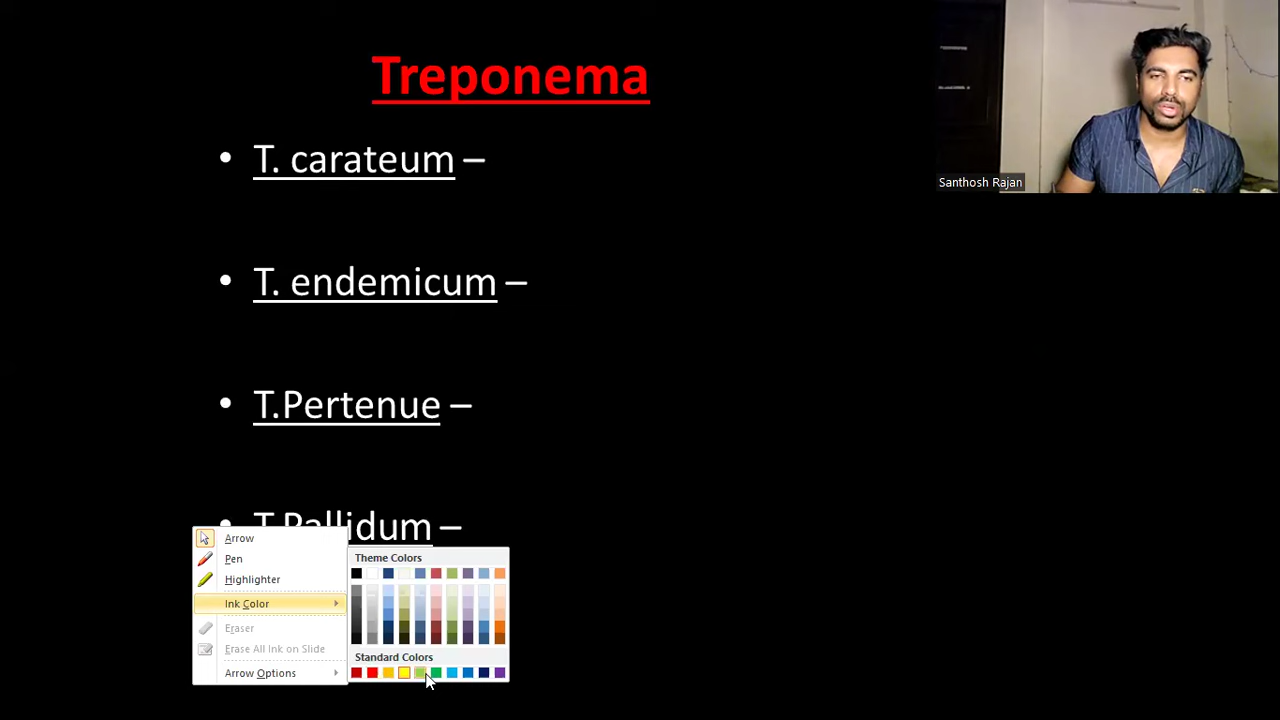 Treponema
• T. carateum –
• T. endemicum –
• T.Pertenue –
• T.Pallidum –
Santhosh Rajan
Arrow
Pen
Highlighter
Ink Color
Eraser
Erase All Ink on Slide
Arrow Options
Theme Colors
Standard Colors